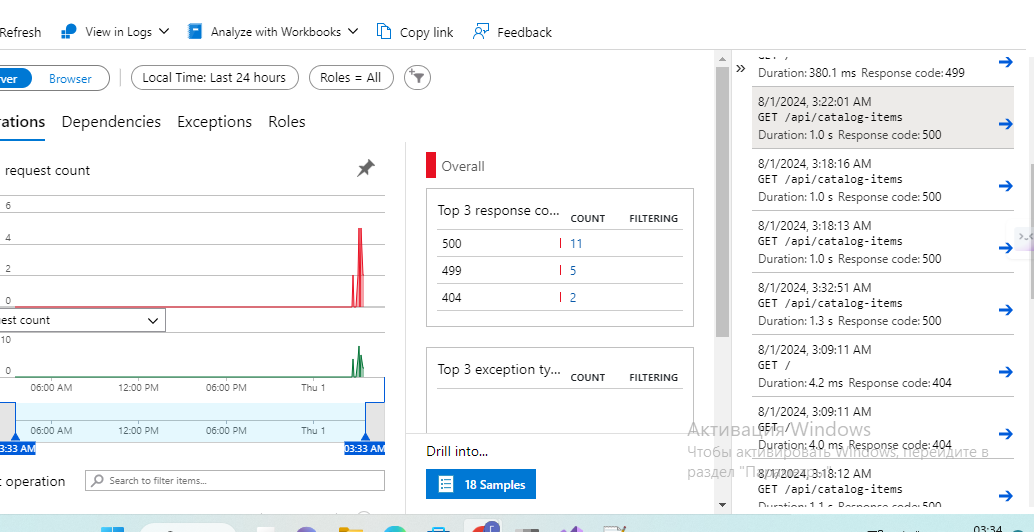 Refresh View in Logs Analyze with Workbooks Copy link Feedback
Browser Local Time: Last 24 hours Roles = All
Dependencies Exceptions Roles
request count
6
4
2
0
10
0
06:00 AM 12:00 PM 06:00 PM Thu 1
06:00 AM 12:00 PM 06:00 PM Thu 1
03:33 AM
operation Search to filter items...
Overall
Top 3 response co... COUNT FILTERING
500 11
499 5
404 2
Top 3 exception ty... COUNT FILTERING
Drill into...
18 Samples
Duration: 380.1 ms Response code: 499
8/1/2024, 3:22:01 AM
GET /api/catalog-items
Duration: 1.0 s Response code: 500
8/1/2024, 3:18:16 AM
GET /api/catalog-items
Duration: 1.0 s Response code: 500
8/1/2024, 3:18:13 AM
GET /api/catalog-items
Duration: 1.0 s Response code: 500
8/1/2024, 3:32:51 AM
GET /api/catalog-items
Duration: 1.3 s Response code: 500
8/1/2024, 3:09:11 AM
GET /
Duration: 4.2 ms Response code: 404
8/1/2024, 3:09:11 AM
GET /
Duration: 4.0 ms Response code: 404
8/1/2024, 3:18:12 AM
GET /api/catalog-items
Duration: 1.1 s Response code: 500
Активация Windows
Чтобы активировать Windows, перейдите в
раздел
03:34